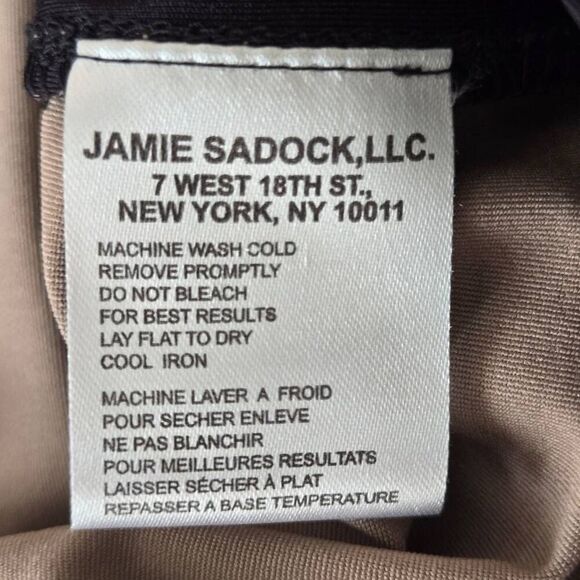 JAMIE SADOCK,LLC.
7 WEST 18TH ST.,
NEW YORK, NY 10011
MACHINE WASH COLD
REMOVE PROMPTLY
DO NOT BLEACH
FOR BEST RESULTS
LAY FLAT TO DRY
COOL IRON
MACHINE LAVER A FROID
POUR SECHER ENLEVE
NE PAS BLANCHIR
POUR MEILLEURES RESULTATS
LAISSER SÉCHER À PLAT
REPASSER A BASE TEMPERATURE